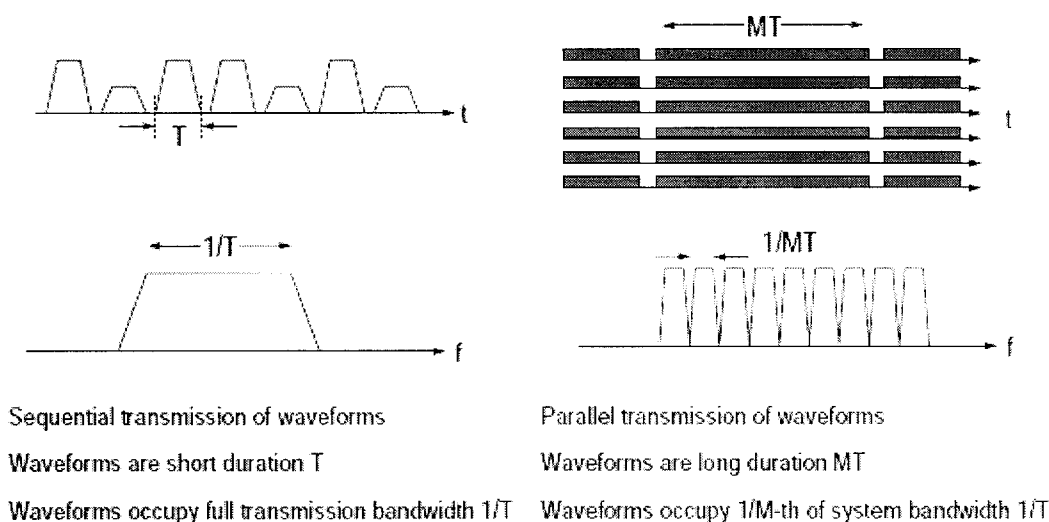 MT
t
T
t
1/T
1/MT
f
f
Sequential transmission of waveforms
Parallel transmission of waveforms
Waveforms are short duration T
Waveforms are long duration MT
Waveforms occupy full transmission bandwidth 1/T
Waveforms occupy 1/M-th of system bandwidth 1/T